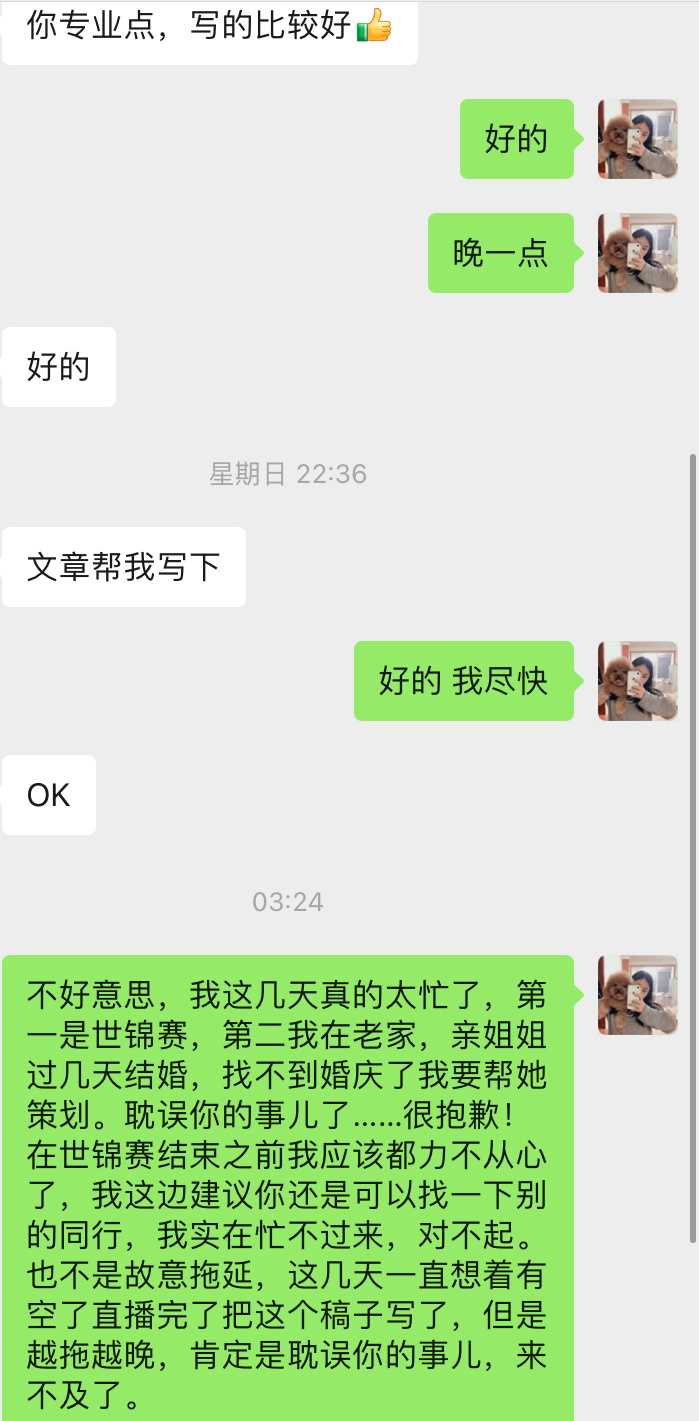 你专业点，写的比较好👍
好的
晚一点
好的
星期日 22:36
文章帮我写下
好的 我尽快
OK
03:24
不好意思，我这几天真的太忙了，第
一是世锦赛，第二我在老家，亲姐姐
过几天结婚，找不到婚庆了我要帮她
策划。耽误你的事儿了……很抱歉！
在世锦赛结束之前我应该都力不从心
了，我这边建议你还是可以找一下别
的同行，我实在忙不过来，对不起。
也不是故意拖延，这几天一直想着有
空了直播完了把这个稿子写了，但是
越拖越晚，肯定是耽误你的事儿，来
不及了。